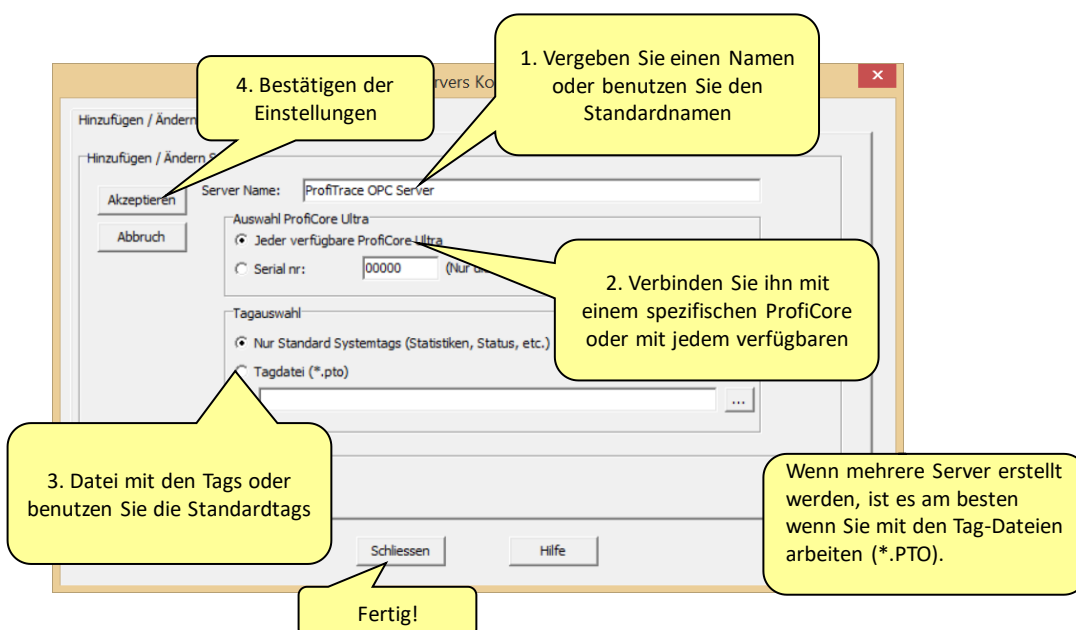 1. Vergeben Sie einen Namen
oder benutzen Sie den
Standardnamen
4. Bestätigen der
Einstellungen
Hinzufügen / Ändern
Hinzufügen / Ändern
Akzeptieren
Server Name:
ProfiTrace OPC Server
Auswahl ProfiCore Ultra
Abbruch
Jeder verfügbare ProfiCore Ultra
Serial nr:
00000
(Nur
2. Verbinden Sie ihn mit
einem spezifischen ProfiCore
oder mit jedem verfügbaren
Tagauswahl
Nur Standard Systemtags (Statistiken, Status, etc.)
Tagdatei (*.pto)
...
3. Datei mit den Tags oder
benutzen Sie die Standardtags
Wenn mehrere Server erstellt
werden, ist es am besten
wenn Sie mit den Tag-Dateien
arbeiten (*.PTO).
Schliessen
Hilfe
Fertig!